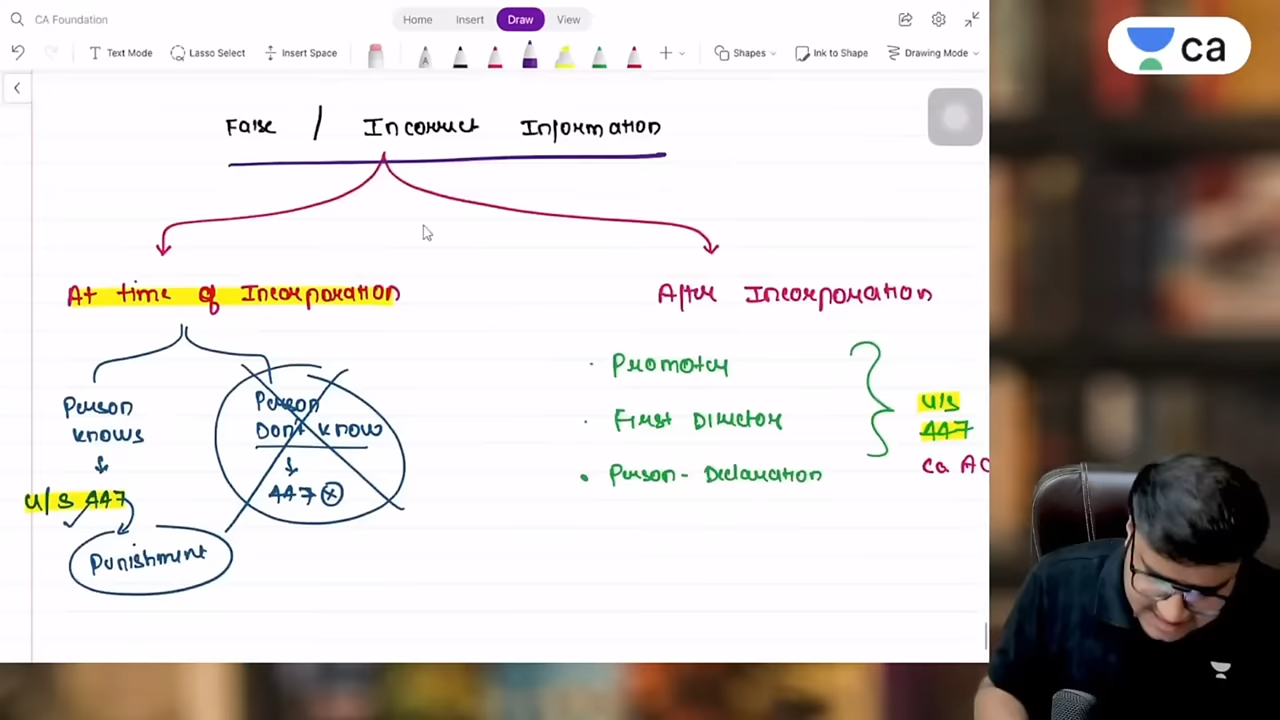 CA Foundation
Home Insert Draw View
Text Mode Lasso Select Insert Space Shapes Ink to Shape Drawing Mode
ca
False / Incorrect Information
At time of Incorporation
After Incorporation
Person knows
u/s 447
Punishment
Person Don't know
447
Promoter
First Director
Person - Declaration
u/s
447
Ca AC